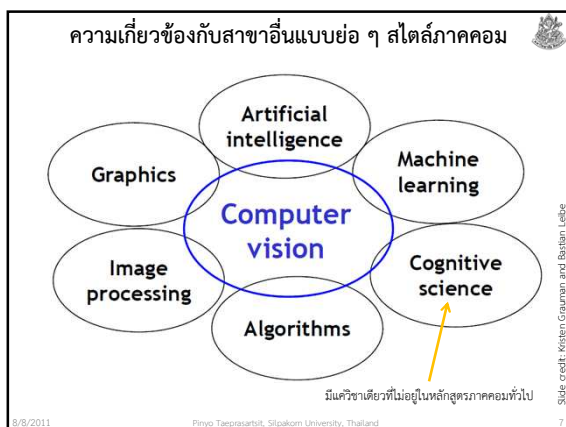 ความเกี่ยวข้องกับสาขาอื่นแบบย่อ ๆ สไตล์ภาคคอม
Artificial
intelligence
Graphics
Machine
learning
Computer
vision
Image
processing
Cognitive
science
Algorithms
มีแค่วิชาเดียวที่ไม่อยู่ในหลักสูตรภาคคอมทั่วไป
Slide credit: Kristen Grauman and Bastian Leibe
8/8/2011
Pinyo Taeprasartsit, Silpakorn University, Thailand
7